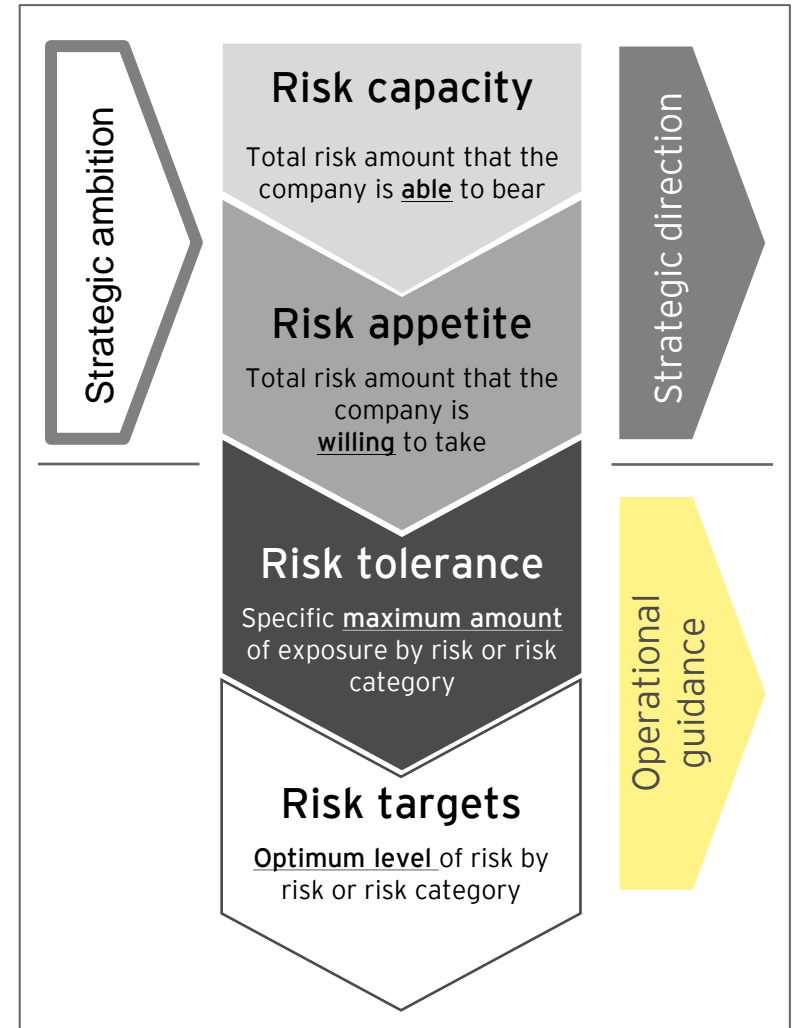 Strategic ambition
Risk capacity
Total risk amount that the
company is able to bear
Strategic direction
Risk appetite
Total risk amount that the
company is
willing to take
Risk tolerance
Specific maximum amount
of exposure by risk or risk
category
Operational
guidance
Risk targets
Optimum level of risk by
risk or risk category